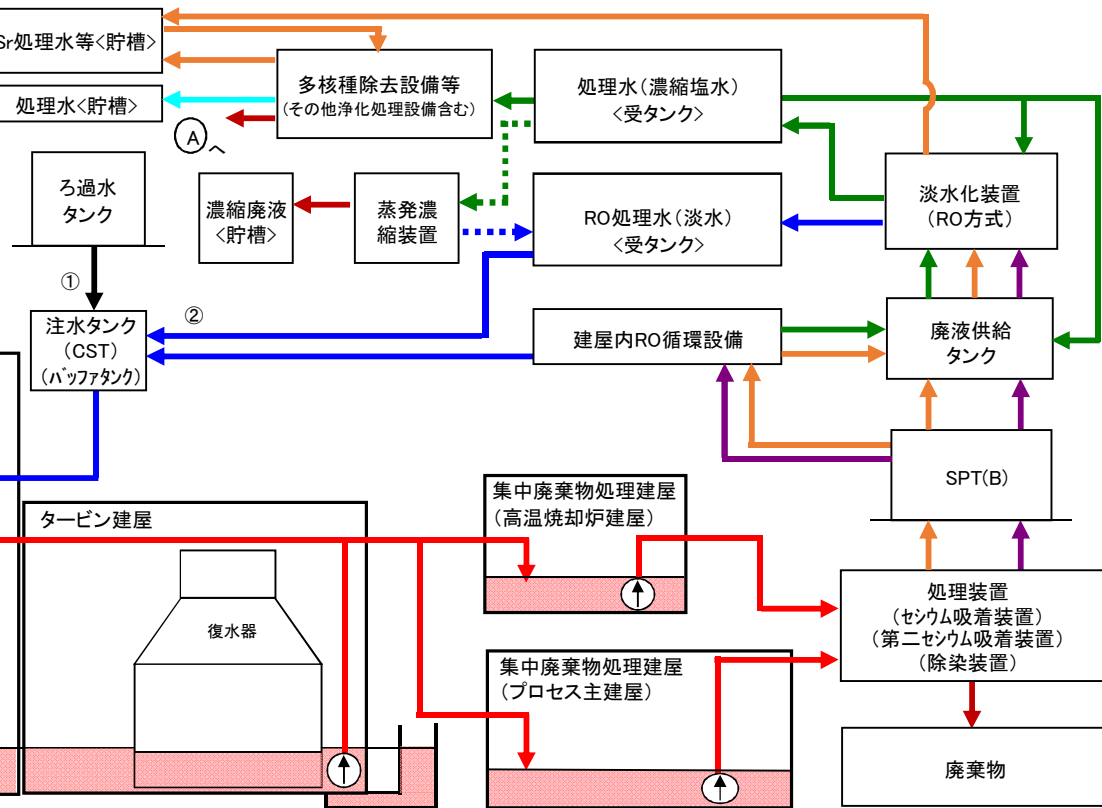 Sr処理水等<貯槽>
処理水<貯槽>
多核種除去設備等
(その他浄化処理設備含む)
Aへ
処理水(濃縮塩水)
<受タンク>
淡水化装置
(RO方式)
ろ過水
タンク
濃縮廃液
<貯槽>
蒸発濃
縮装置
RO処理水(淡水)
<受タンク>
①
②
注水タンク
(CST)
(バッファタンク)
建屋内RO循環設備
廃液供給
タンク
SPT(B)
タービン建屋
復水器
集中廃棄物処理建屋
(高温焼却炉建屋)
集中廃棄物処理建屋
(プロセス主建屋)
処理装置
(セシウム吸着装置)
(第二セシウム吸着装置)
(除染装置)
廃棄物